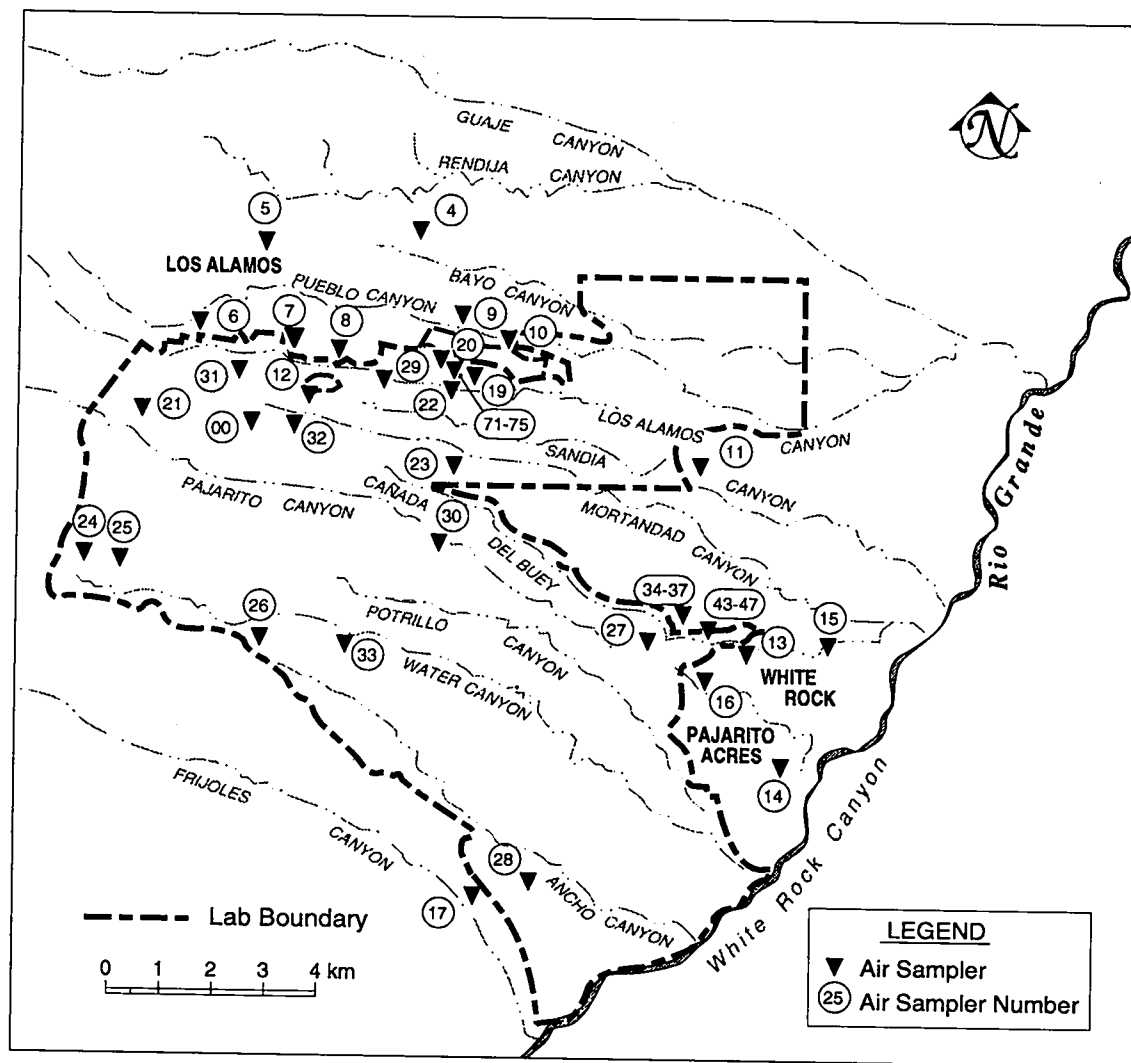 GUAJE CANYON
N
RENDIJA CANYON
5
4
LOS ALAMOS
BAYO CANYON
PUEBLO CANYON
6
7
8
9
10
20
31
12
29
19
21
22
71-75
00
32
LOS ALAMOS CANYON
11
SANDIA CANYON
23
PAJARITO CANYON
CAÑADA DEL BUEY
MORTANDAD CANYON
30
24
25
Rio Grande
34-37
43-47
26
POTRILLO CANYON
27
13
15
33
WATER CANYON
WHITE
ROCK
16
PAJARITO
ACRES
14
FRIJOLES CANYON
28
ANCHO CANYON
17
White Rock Canyon
Lab Boundary
0 1 2 3 4 km
LEGEND
Air Sampler
25 Air Sampler Number